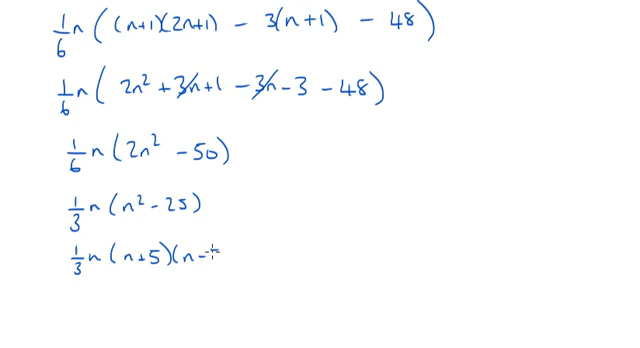 1/6 n ( (n+1)(2n+1) - 3(n+1) - 48 )
1/6 n ( 2n² + 3n + 1 - 3n - 3 - 48 )
1/6 n ( 2n² - 50 )
1/3 n ( n² - 25 )
1/3 n ( n+5 )( n -